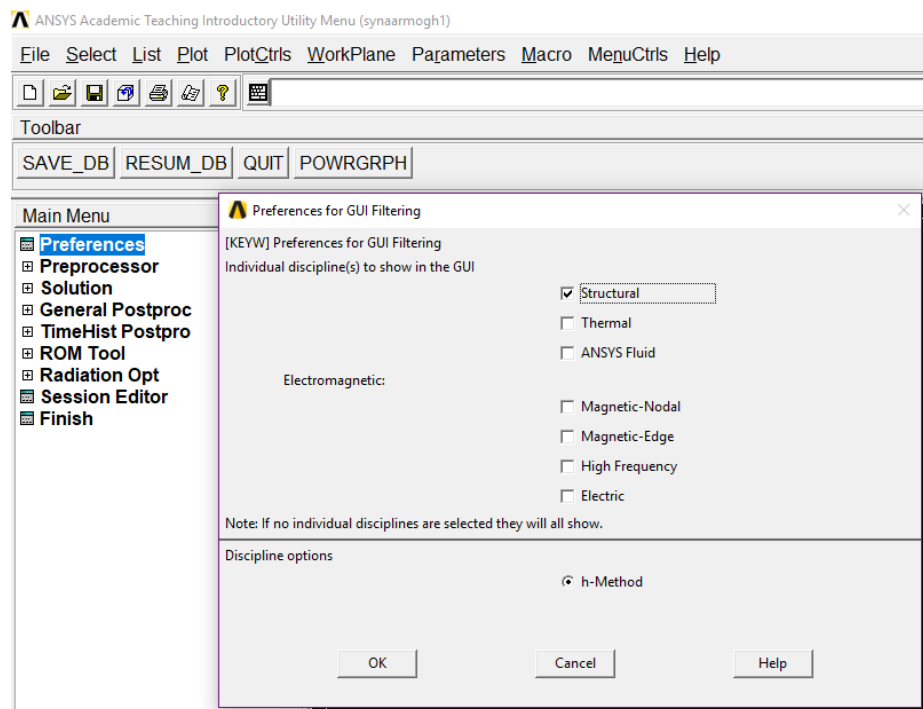 ANSYS Academic Teaching Introductory Utility Menu (synaarmogh1)
File Select List Plot PlotCtrls WorkPlane Parameters Macro MenuCtrls Help
Toolbar
SAVE_DB RESUM_DB QUIT POWRGRPH
Main Menu
Preferences
Preprocessor
Solution
General Postproc
TimeHist Postpro
ROM Tool
Radiation Opt
Session Editor
Finish
Preferences for GUI Filtering
[KEYW] Preferences for GUI Filtering
Individual discipline(s) to show in the GUI
Structural
Thermal
ANSYS Fluid
Electromagnetic:
Magnetic-Nodal
Magnetic-Edge
High Frequency
Electric
Note: If no individual disciplines are selected they will all show.
Discipline options
h-Method
OK Cancel Help